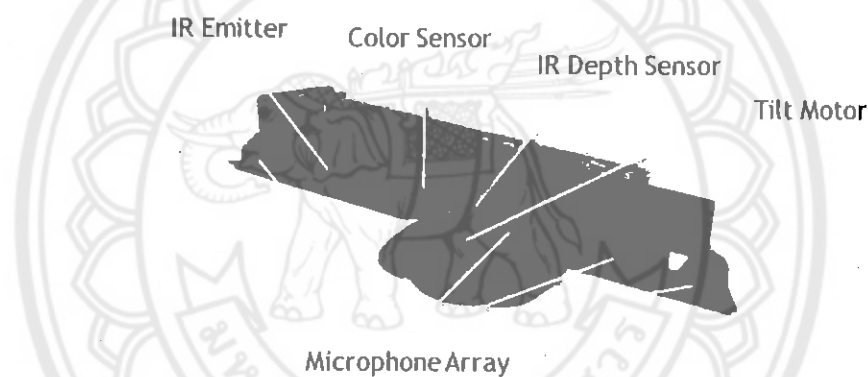 IR Emitter
Color Sensor
IR Depth Sensor
Tilt Motor
Microphone Array